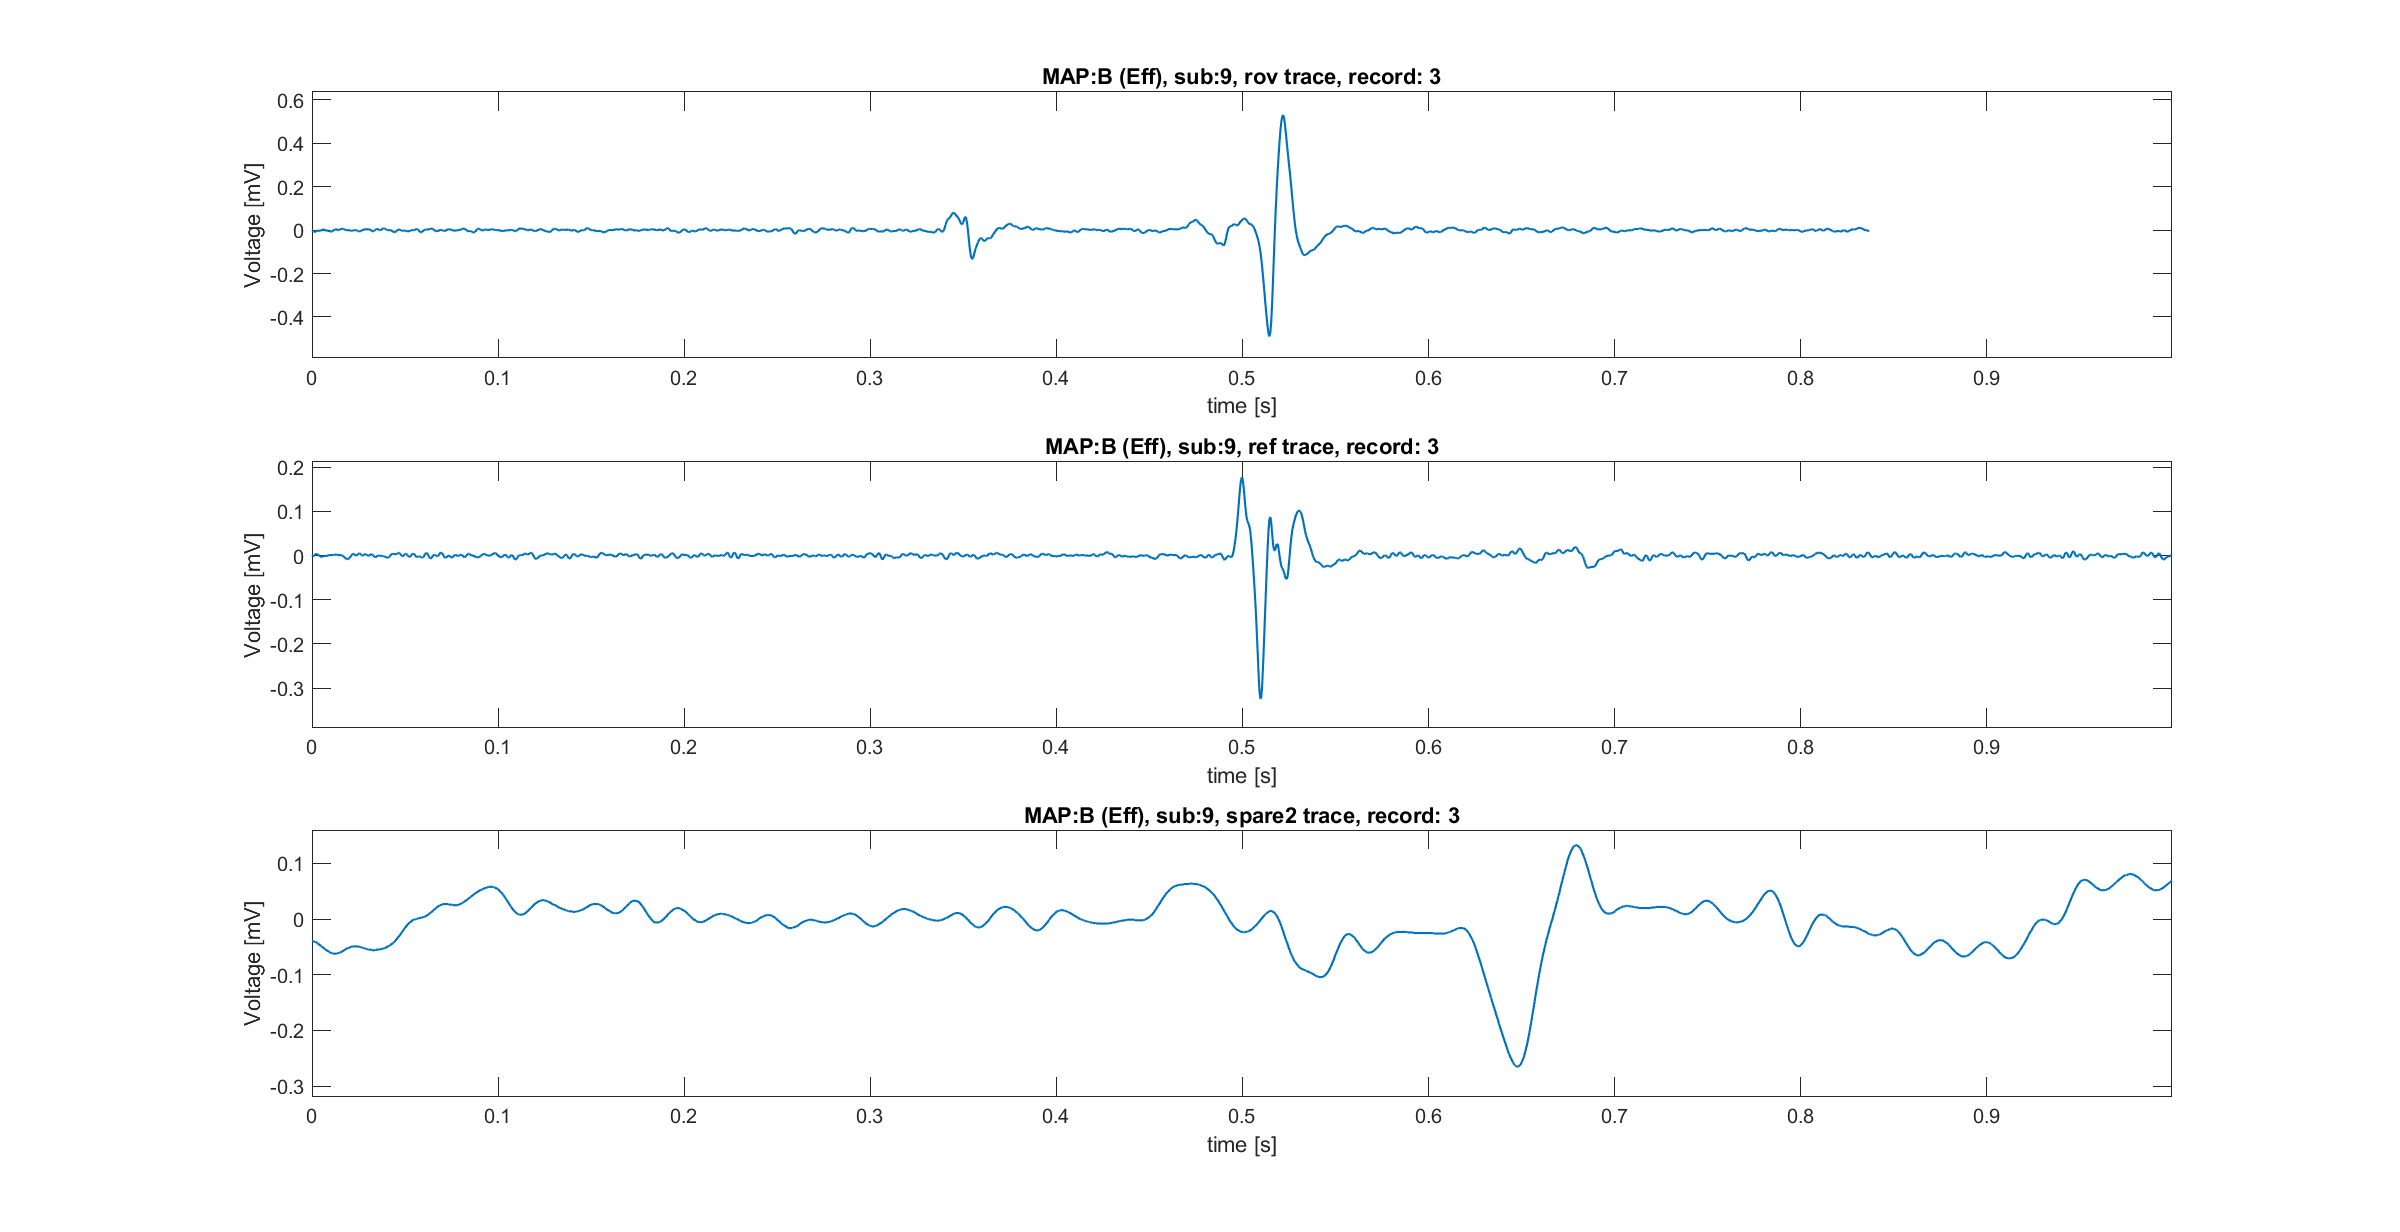 MAP:B (Eff), sub:9, rov trace, record: 3
0.6
0.4
0.2
0
-0.2
-0.4
Voltage [mV]
0 0.1 0.2 0.3 0.4 0.5 0.6 0.7 0.8 0.9
time [s]
MAP:B (Eff), sub:9, ref trace, record: 3
0.2
0.1
0
-0.1
-0.2
-0.3
Voltage [mV]
0 0.1 0.2 0.3 0.4 0.5 0.6 0.7 0.8 0.9
time [s]
MAP:B (Eff), sub:9, spare2 trace, record: 3
0.1
0
-0.1
-0.2
-0.3
Voltage [mV]
0 0.1 0.2 0.3 0.4 0.5 0.6 0.7 0.8 0.9
time [s]